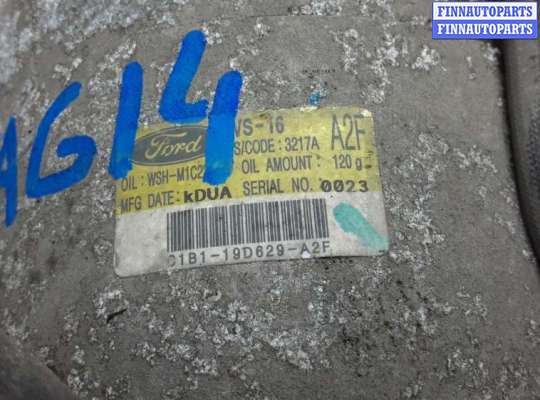 FINNAUTOPARTS
FINNAUTOPARTS
AG14
Ford VS-16 A2F
S/CODE: 3217A
OIL: WSH-M1C2 OIL AMOUNT: 120 g
MFG DATE: kDUA SERIAL NO. 0023
C1B1-19D629-A2F